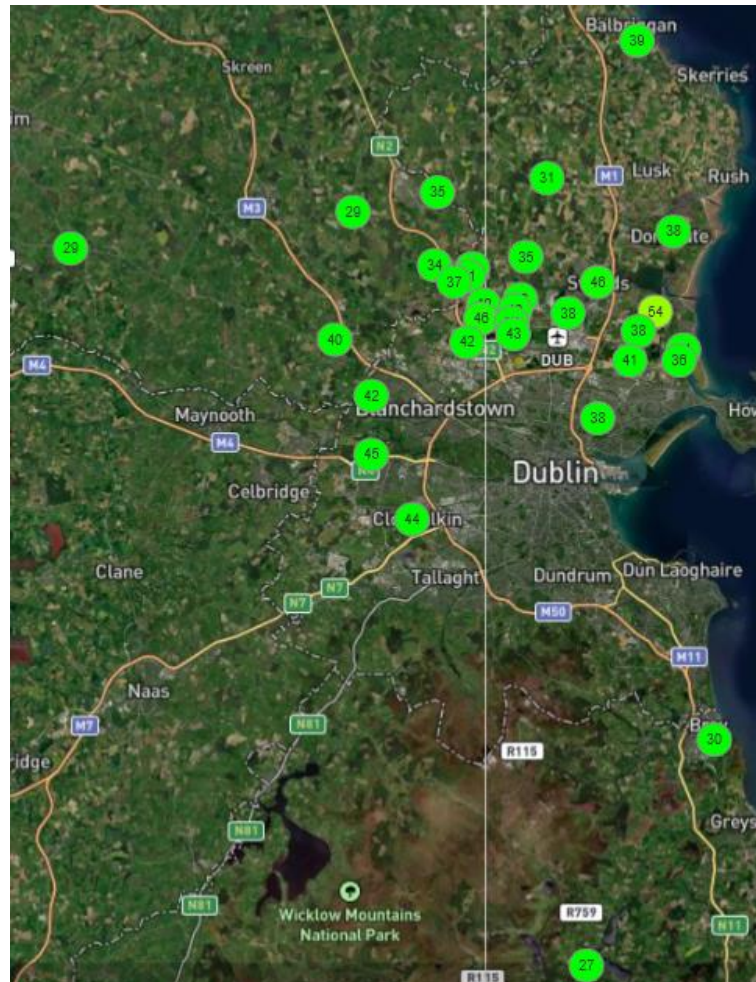 Balbriggan
39
Skreen
Skerries
N2
31
M1
Lusk
Rush
35
M3
29
38
29
34
35
37
46
38
54
46
38
40
42
43
DUB
41
36
M4
42
Blanchardstown
Maynooth
38
M4
45
N4
Dublin
Celbridge
44
Clane
Tallaght
Dundrum
Dun Laoghaire
N7
N7
M50
M11
Naas
M7
N81
R115
30
N81
N81
Wicklow Mountains
National Park
R759
N11
27
R115